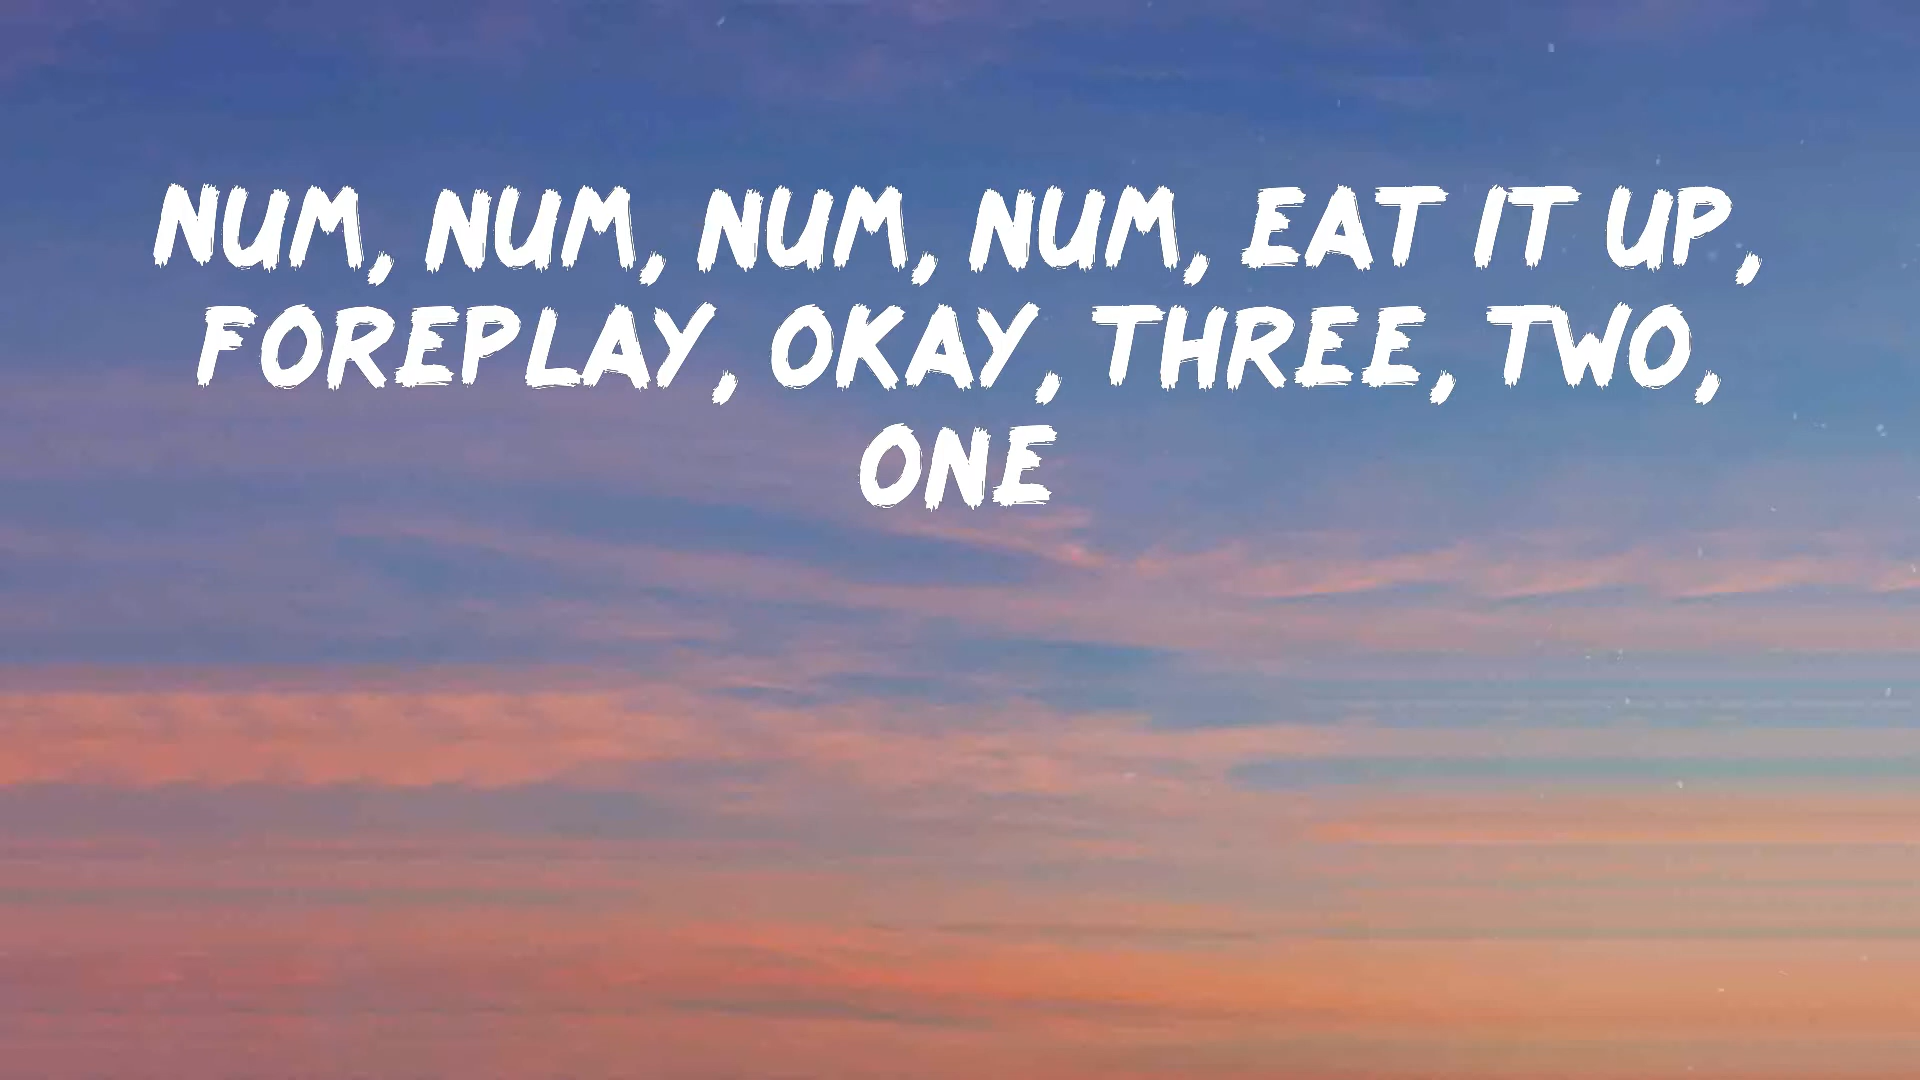 NUM, NUM, NUM, NUM, EAT IT UP,
FOREPLAY, OKAY, THREE, TWO,
ONE